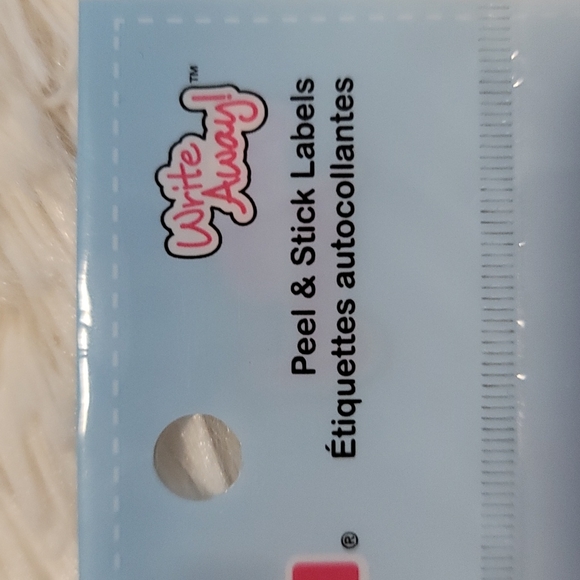 Write
Away!™
Peel & Stick Labels
Étiquettes autocollantes
®